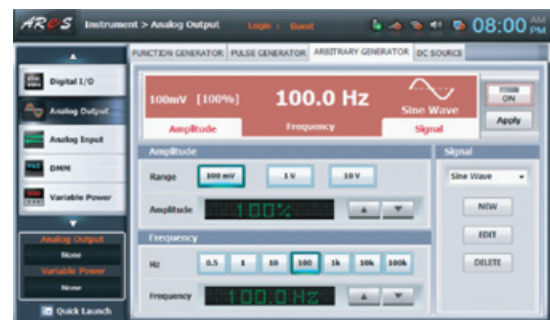 ARES Instrument > Analog Output Login : Guest 08:00 AM PM
FUNCTION GENERATOR PULSE GENERATOR ARBITRARY GENERATOR DC SOURCE
Digital I/O
Analog Output
Analog Input
DMM
Variable Power
Analog Output
None
Variable Power
None
Quick Launch
100mV [100%] 100.0 Hz Sine Wave
Amplitude Frequency Signal
ON
Apply
Amplitude
Range 100 mV 1 V 10 V
Amplitude 100%
Frequency
Hz 0.5 1 10 100 1k 10k 100k
Frequency 100.0Hz
Signal
Sine Wave
NEW
EDIT
DELETE